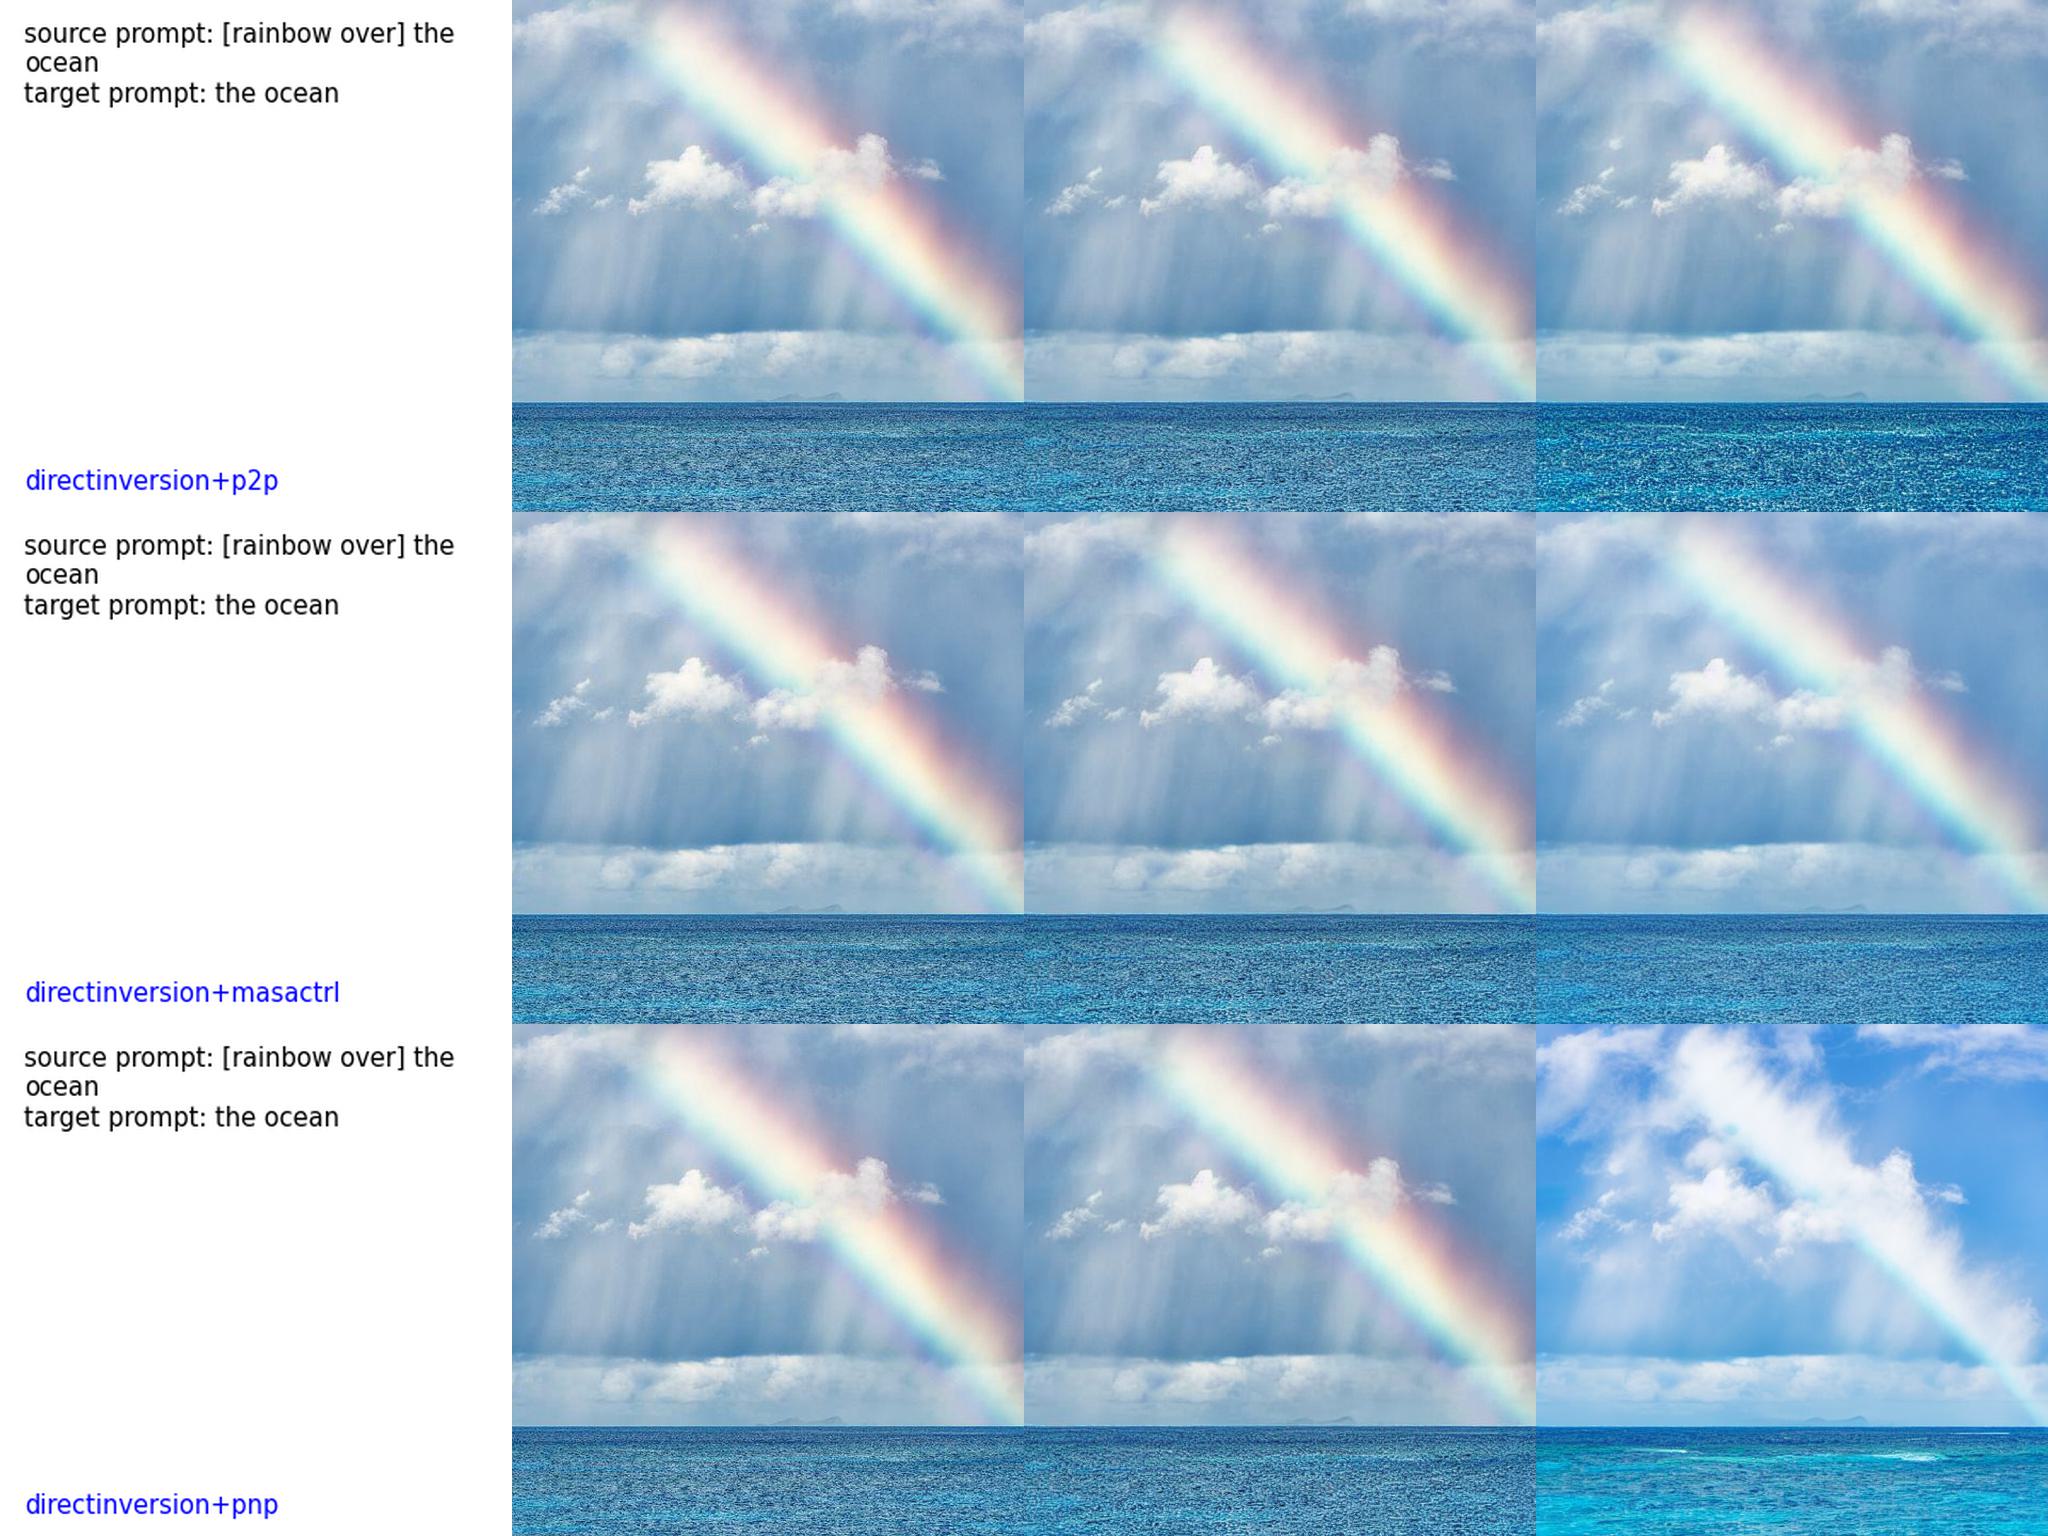 source prompt: [rainbow over] the
ocean
target prompt: the ocean
directinversion+p2p
source prompt: [rainbow over] the
ocean
target prompt: the ocean
directinversion+masactrl
source prompt: [rainbow over] the
ocean
target prompt: the ocean
directinversion+pnp